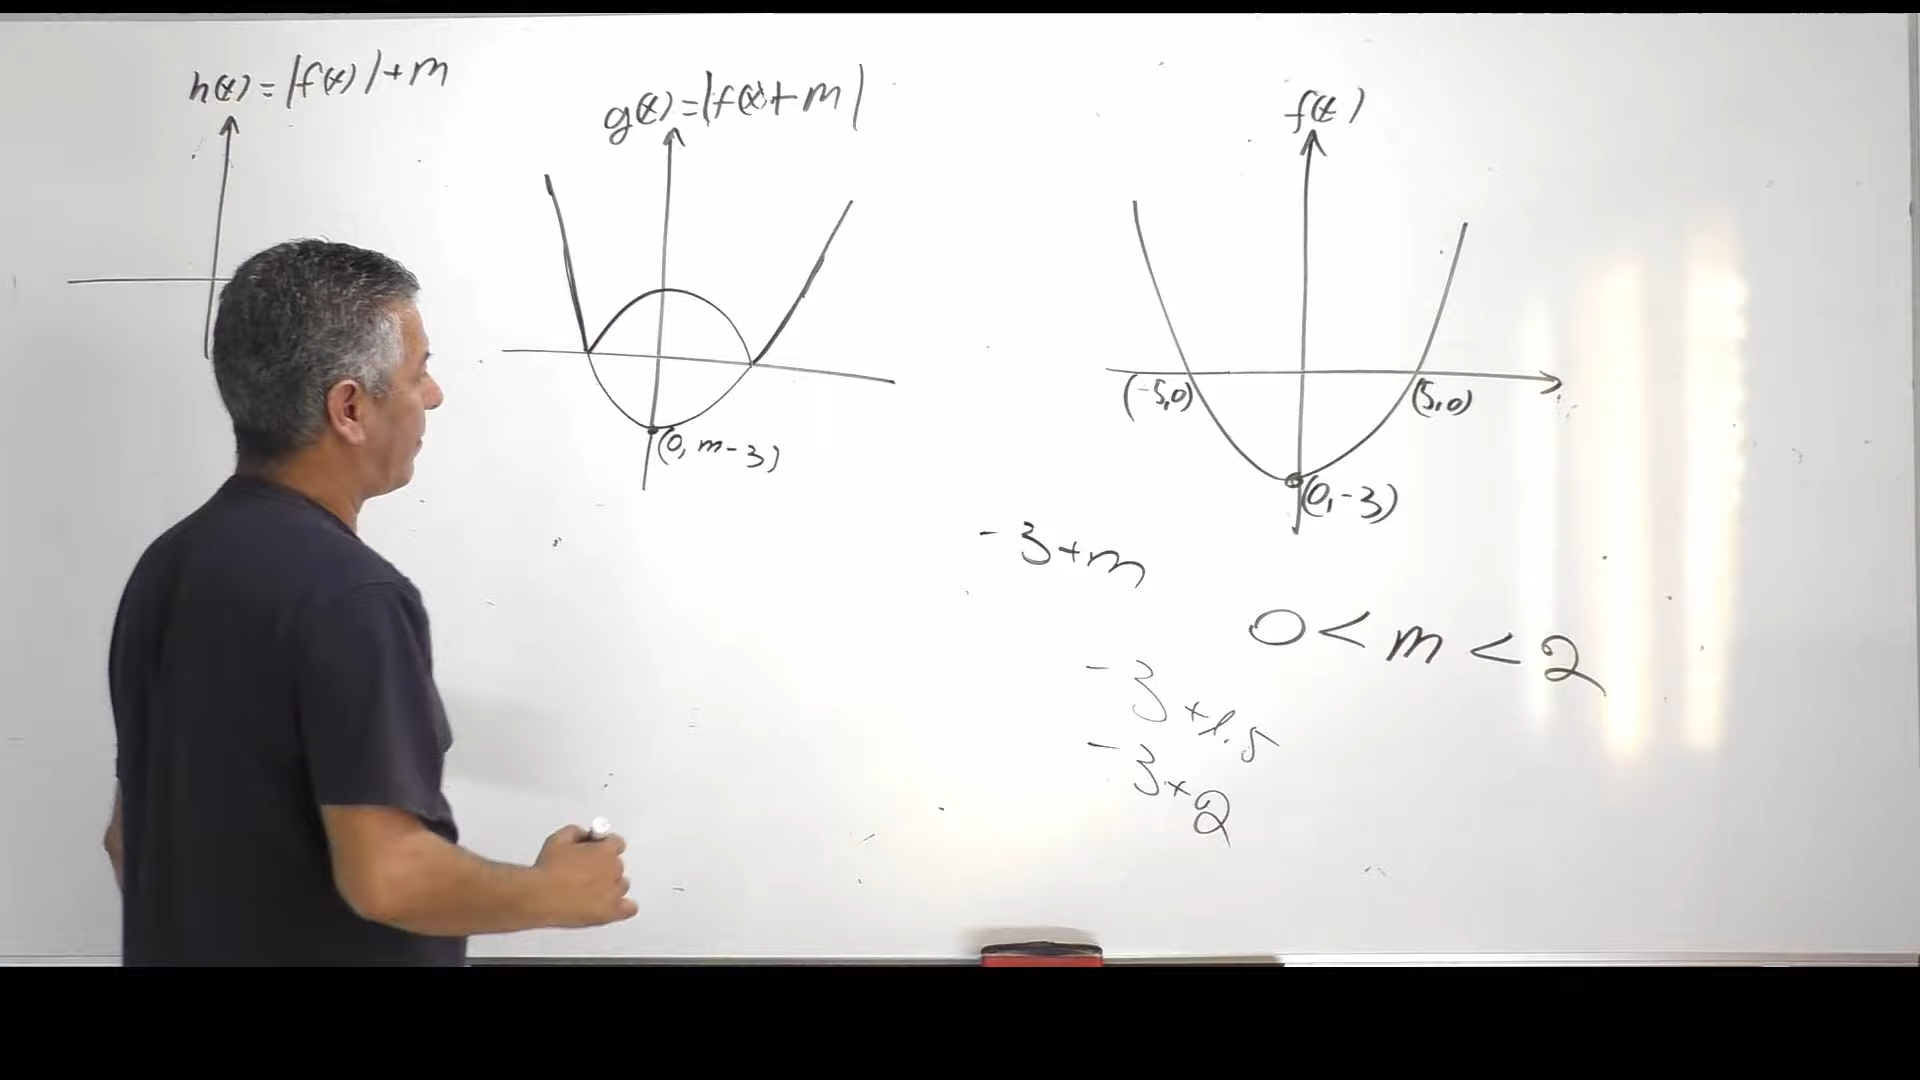 h(x) = |f(x)| + m
g(x) = |f(x) + m|
(0, m - 3)
f(x)
(-5,0)
(5,0)
(0, -3)
-3 + m
0 < m < 2
-3 + 1.5
-3 + 2